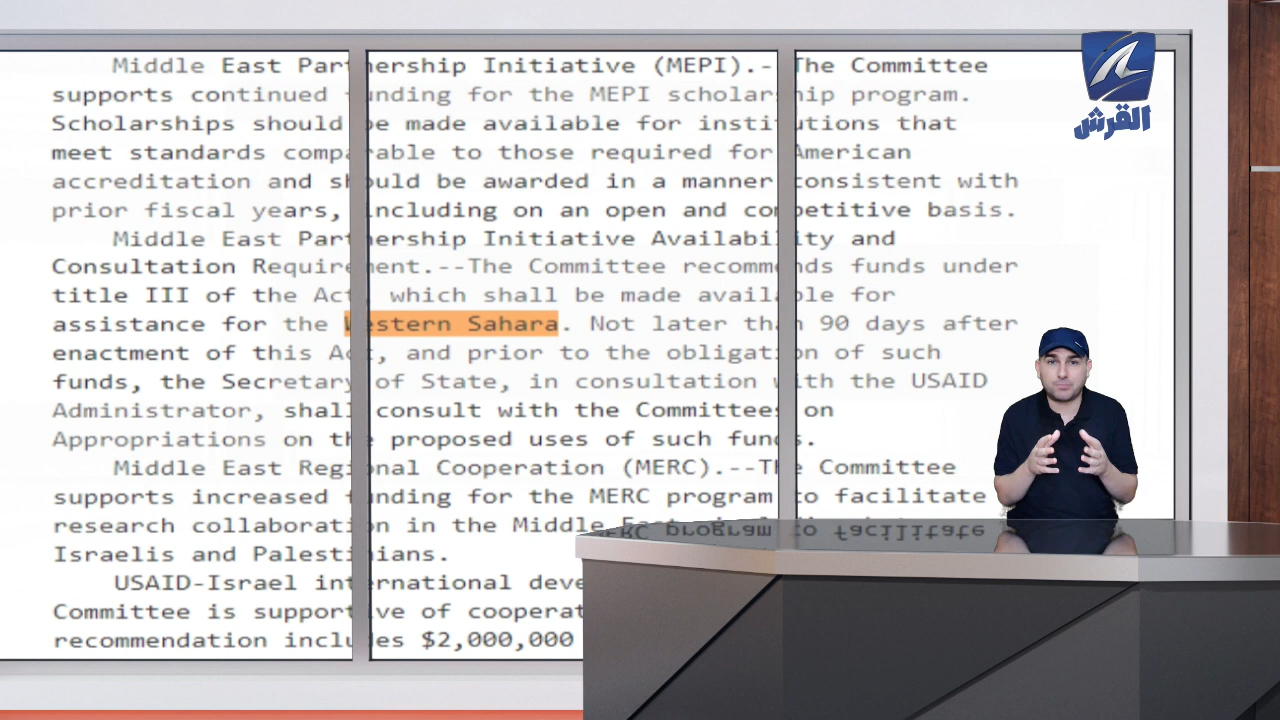 Middle East Partnership Initiative (MEPI).--The Committee
supports continued funding for the MEPI scholarship program.
Scholarships should be made available for institutions that
meet standards comparable to those required for American
accreditation and should be awarded in a manner consistent with
prior fiscal years, including on an open and competitive basis.
Middle East Partnership Initiative Availability and
Consultation Requirement.--The Committee recommends funds under
title III of the Act, which shall be made available for
assistance for the Western Sahara. Not later than 90 days after
enactment of this Act, and prior to the obligation of such
funds, the Secretary of State, in consultation with the USAID
Administrator, shall consult with the Committees on
Appropriations on the proposed uses of such funds.
Middle East Regional Cooperation (MERC).--The Committee
supports increased funding for the MERC program to facilitate
research collaboration in the Middle
Israelis and Palestinians.
USAID-Israel international deve
Committee is supportive of cooperat
recommendation includes $2,000,000
القرش